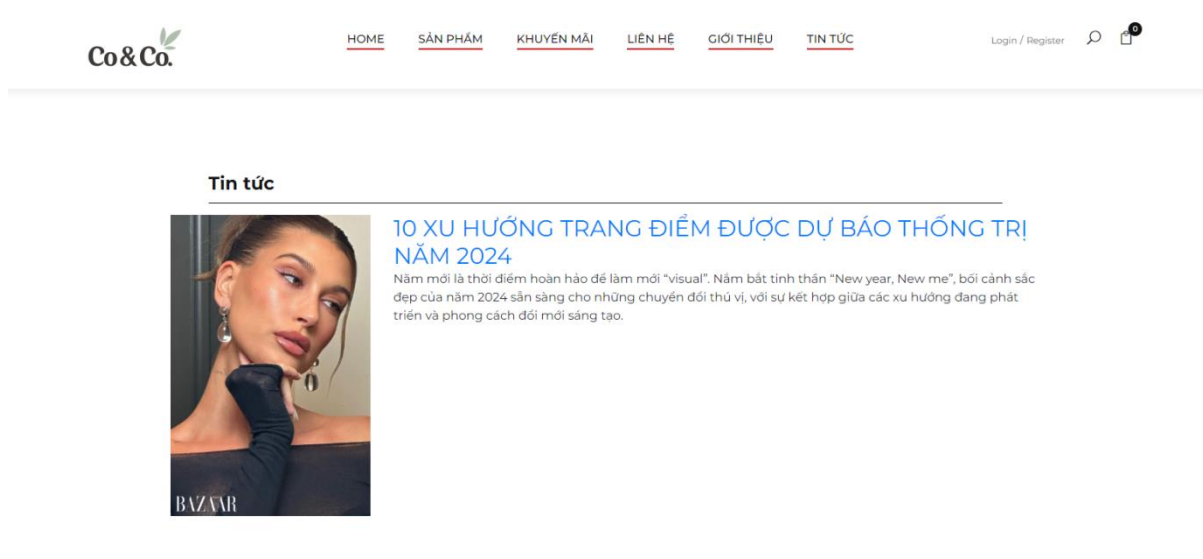 Co & Co.
HOME SẢN PHẨM KHUYẾN MÃI LIÊN HỆ GIỚI THIỆU TIN TỨC
Login / Register
0
Tin tức
10 XU HƯỚNG TRANG ĐIỂM ĐƯỢC DỰ BÁO THỐNG TRỊ
NĂM 2024
Năm mới là thời điểm hoàn hảo để làm mới “visual”. Nắm bắt tinh thần “New year, New me”, bối cảnh sắc
đẹp của năm 2024 sẵn sàng cho những chuyển đổi thú vị, với sự kết hợp giữa các xu hướng đang phát
triển và phong cách đổi mới sáng tạo.
BAZAAR